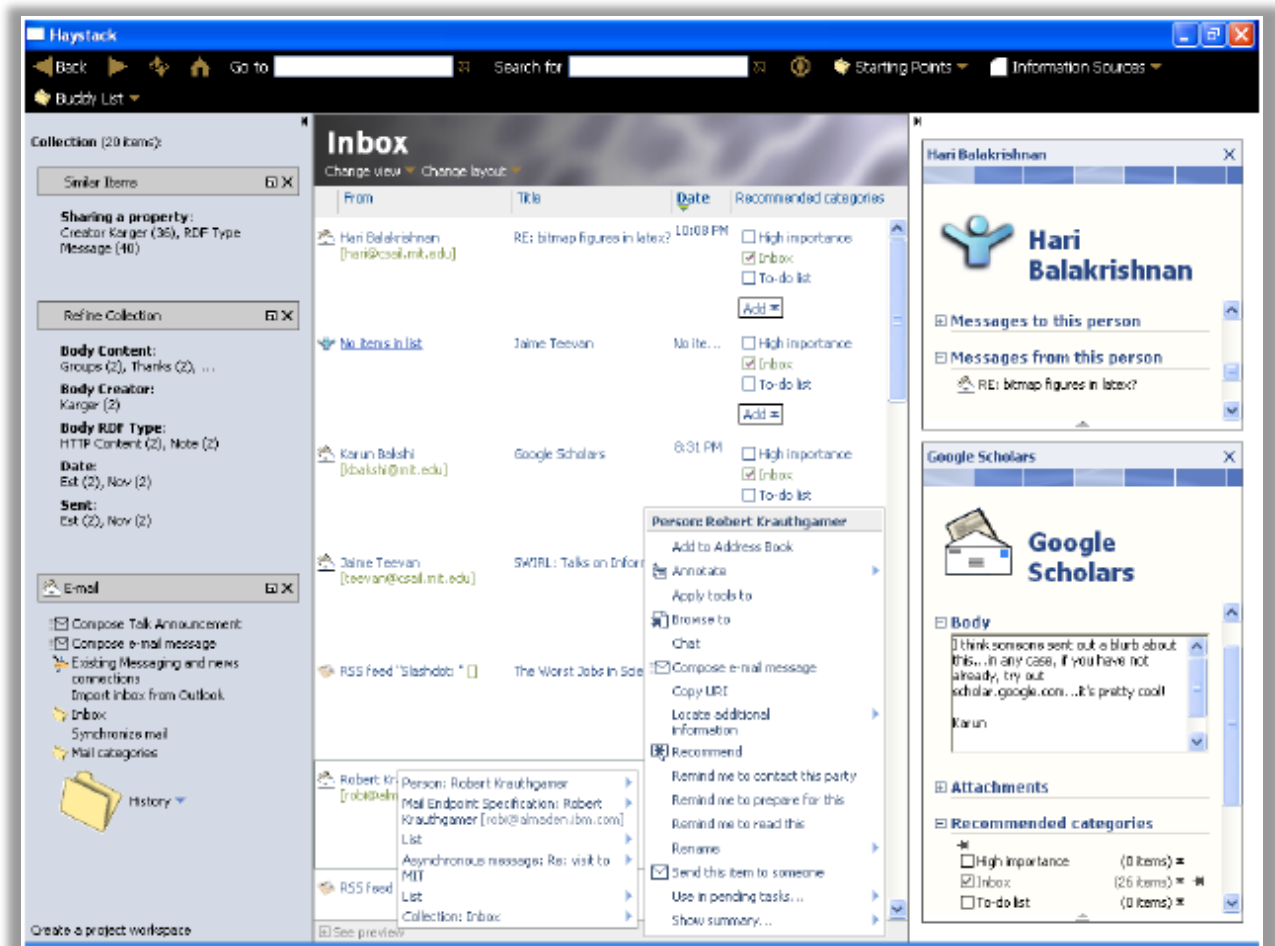 Haystack
Back
Go to
Search for
Starting Points
Information Sources
Buddy List
Collection (20 items):
Similar Items
Sharing a property:
Creator Karger (36), RDF Type
Message (40)
Refine Collection
Body Content:
Groups (2), Thanks (2), ...
Body Creator:
Karger (2)
Body RDF Type:
HTTP Content (2), Note (2)
Date:
Est (2), Nov (2)
Sent:
Est (2), Nov (2)
E-mail
Compose Talk Announcement
Compose e-mail message
Existing Messaging and news
connections
Import inbox from Outlook
Inbox
Synchronize mail
Mail categories
History
Create a project workspace
Inbox
Change view Change layout
From Title Date Recommended categories
Hari Balakrishnan RE: bitmap figures in latex? 10:08 PM High importance
[hari@csail.mit.edu] Inbox
To-do list
Add
No items in list Jaime Teevan No ite... High importance
Inbox
To-do list
Add
Karun Bakshi Google Scholars 8:31 PM High importance
[kbakshi@mit.edu] Inbox
To-do list
Jaime Teevan SWIRL: Talks on Infor
[teevan@csail.mit.edu]
RSS feed "Slashdot: " [] The Worst Jobs in Scie
Robert Kr
[robi@alm
RSS feed
See preview
Person: Robert Krauthgamer
Mail Endpoint Specification: Robert
Krauthgamer [robi@almaden.ibm.com]
List
Asynchronous message: Re: visit to
MIT
List
Collection: Inbox
Person: Robert Krauthgamer
Add to Address Book
Annotate
Apply tools to
Browse to
Chat
Compose e-mail message
Copy URI
Locate additional
information
Recommend
Remind me to contact this party
Remind me to prepare for this
Remind me to read this
Rename
Send this item to someone
Use in pending tasks...
Show summary...
Hari Balakrishnan
Hari
Balakrishnan
Messages to this person
Messages from this person
RE: bitmap figures in latex?
Google Scholars
Google
Scholars
Body
I think someone sent out a blurb about
this...in any case, if you have not
already, try out
scholar.google.com...it's pretty cool!
Karun
Attachments
Recommended categories
High importance (0 items)
Inbox (26 items)
To-do list (0 items)